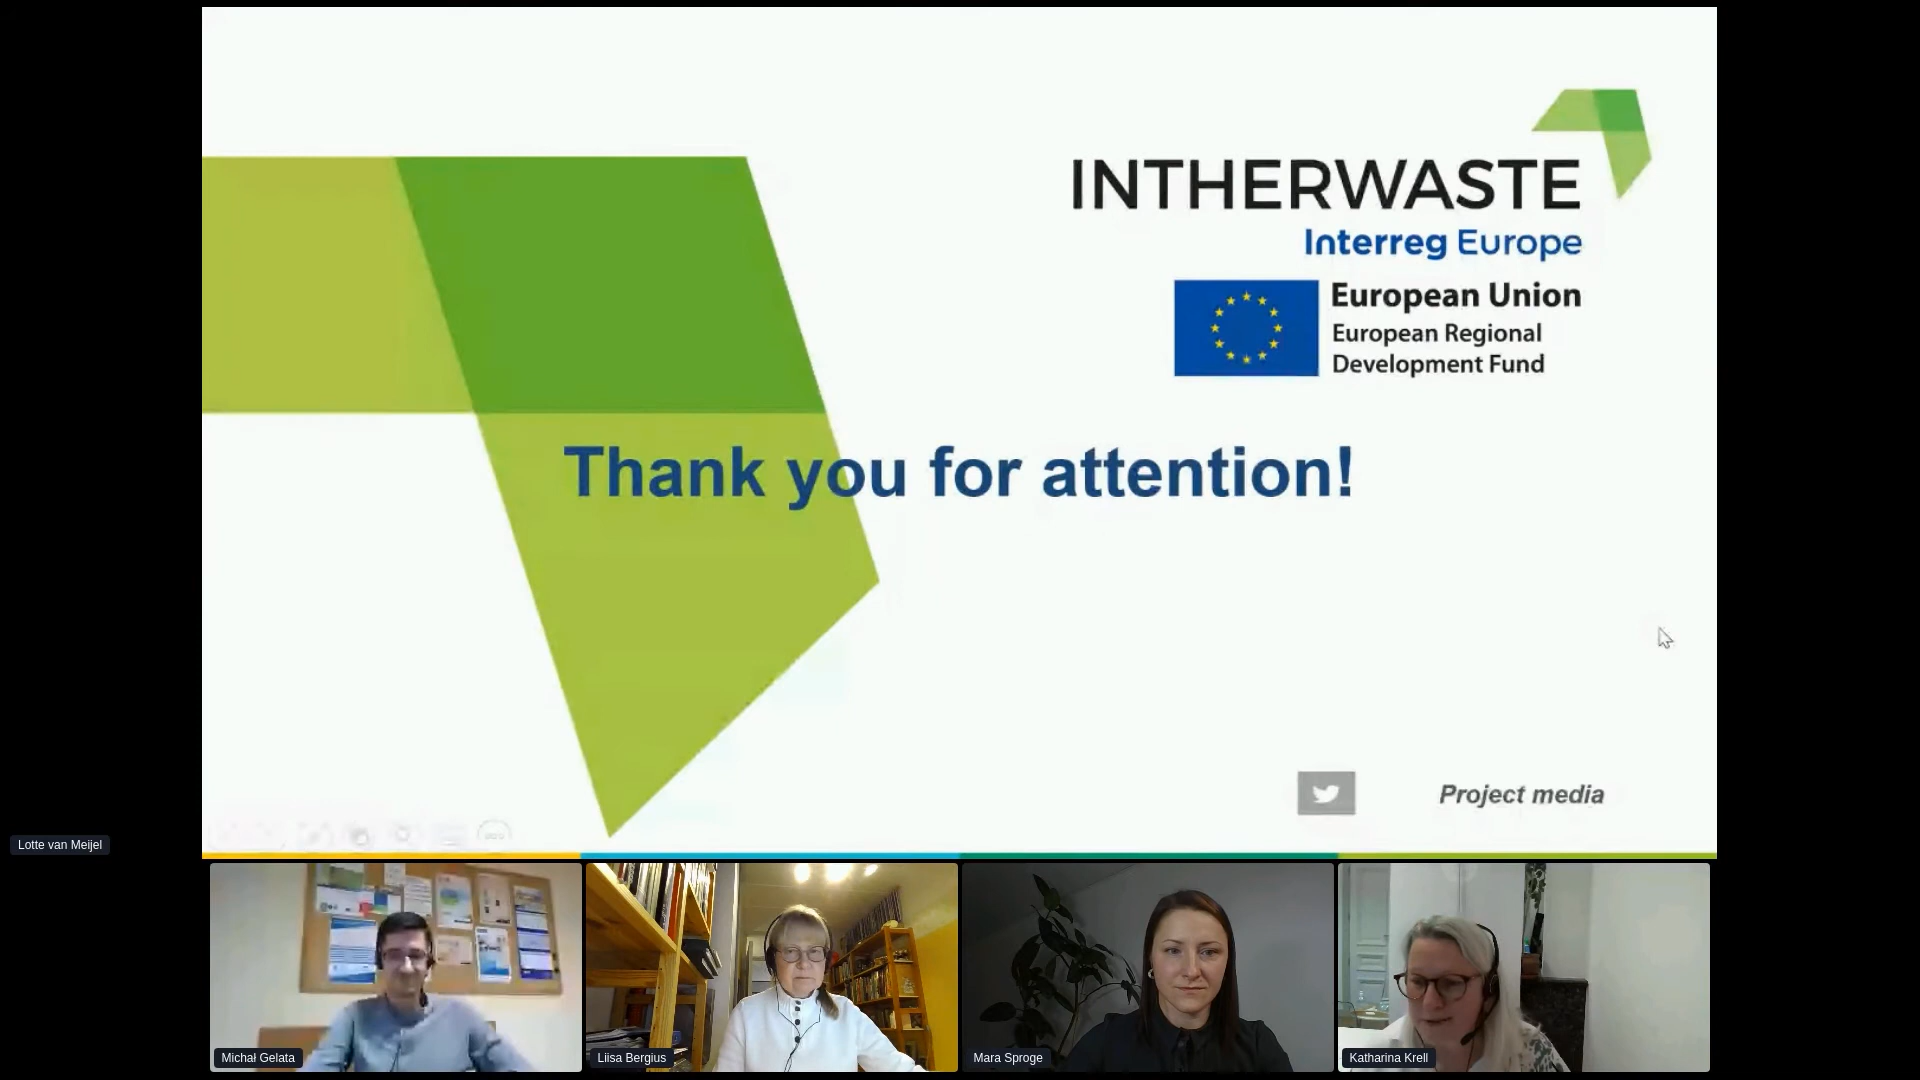 INTHERWASTE
Interreg Europe
European Union
European Regional
Development Fund
Thank you for attention!
Project media
Lotte van Meijel
Michał Gelata
Liisa Bergius
Mara Sproge
Katharina Krell